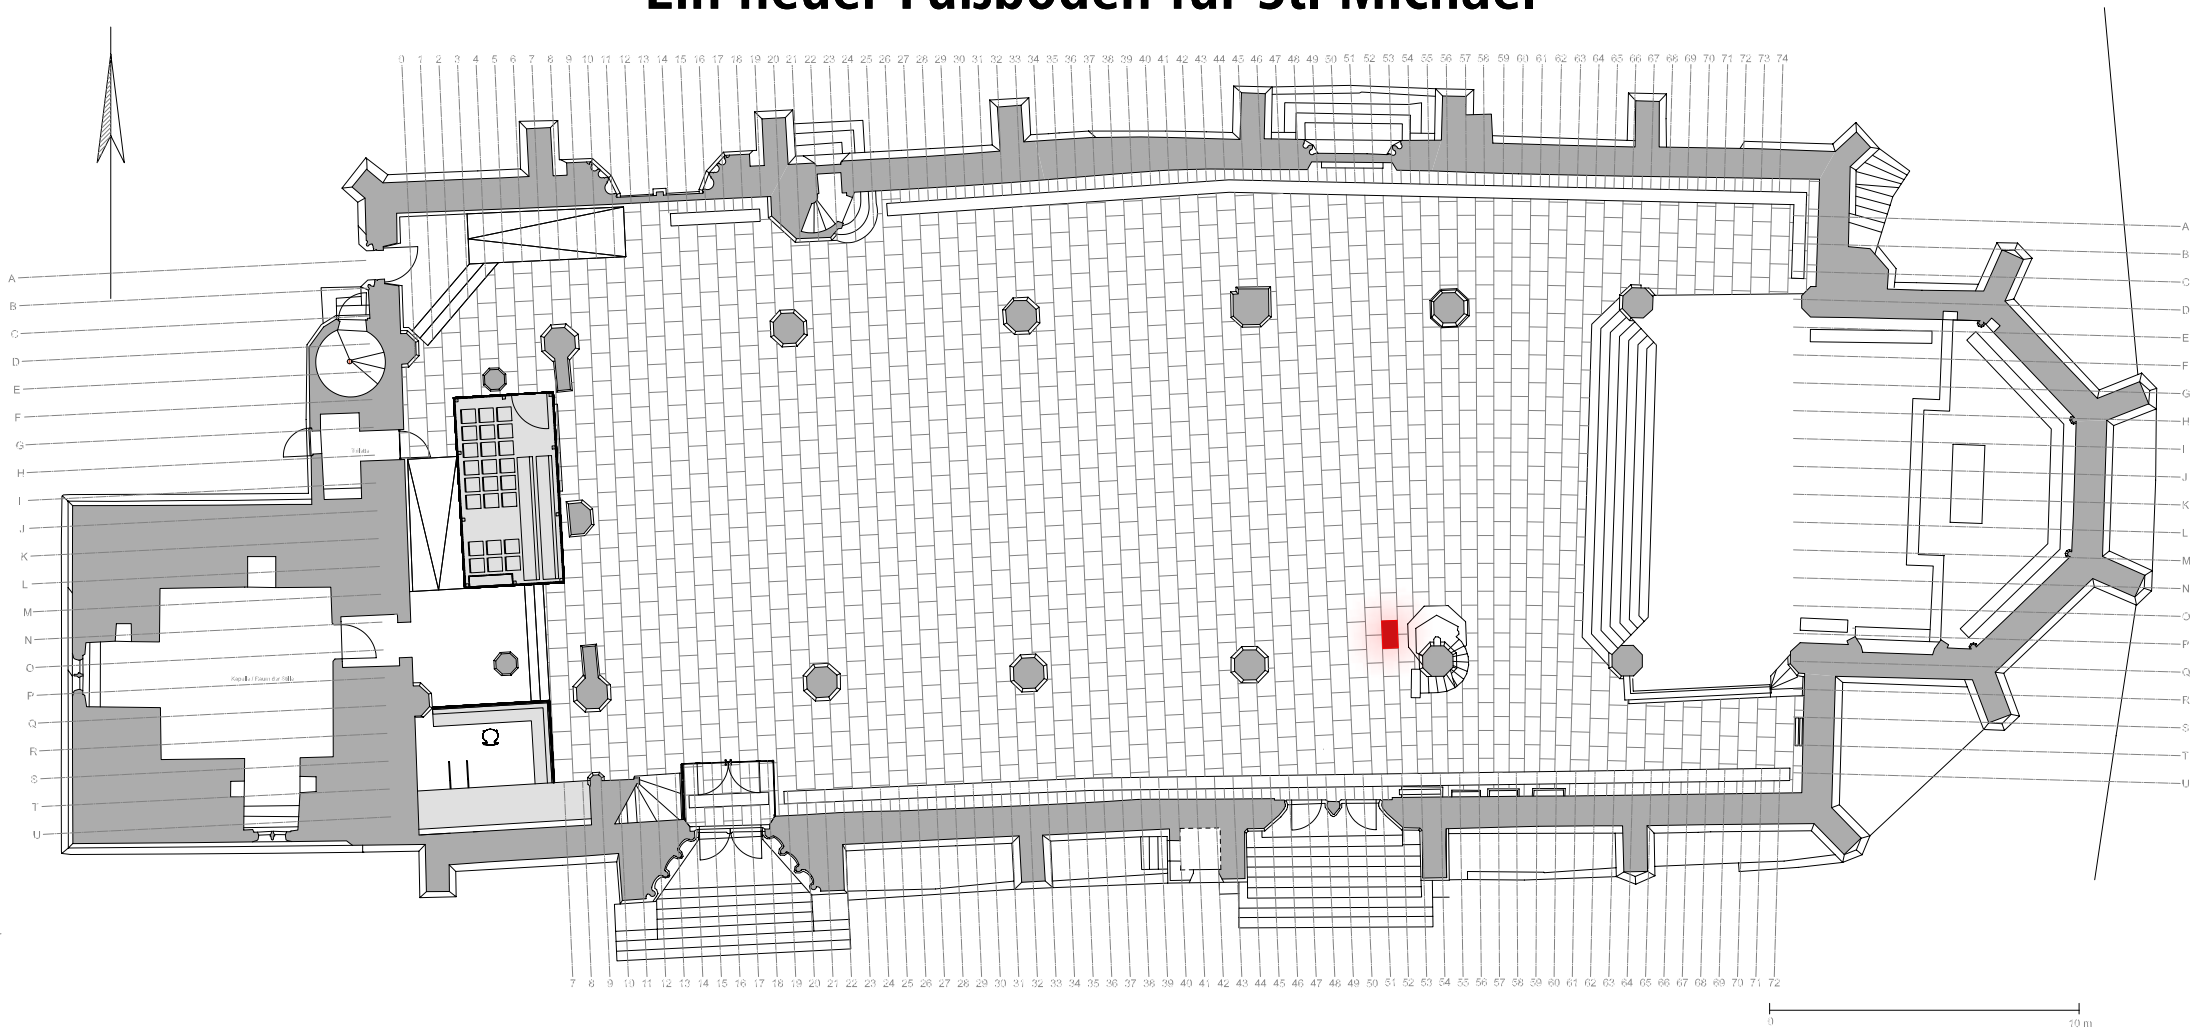 Ein neuer Fußboden für St. Michael
0 1 2 3 4 5 6 7 8 9 10 11 12 13 14 15 16 17 18 19 20 21 22 23 24 25 26 27 28 29 30 31 32 33 34 35 36 37 38 39 40 41 42 43 44 45 46 47 48 49 50 51 52 53 54 55 56 57 58 59 60 61 62 63 64 65 66 67 68 69 70 71 72 73 74
A
B
C
D
E
F
G
H
I
J
K
L
M
N
O
P
Q
R
S
T
U
A
B
C
D
E
F
G
H
I
J
K
L
M
N
O
P
Q
R
S
T
U
7 8 9 10 11 12 13 14 15 16 17 18 19 20 21 22 23 24 25 26 27 28 29 30 31 32 33 34 35 36 37 38 39 40 41 42 43 44 45 46 47 48 49 50 51 52 53 54 55 56 57 58 59 60 61 62 63 64 65 66 67 68 69 70 71 72
0 10 m